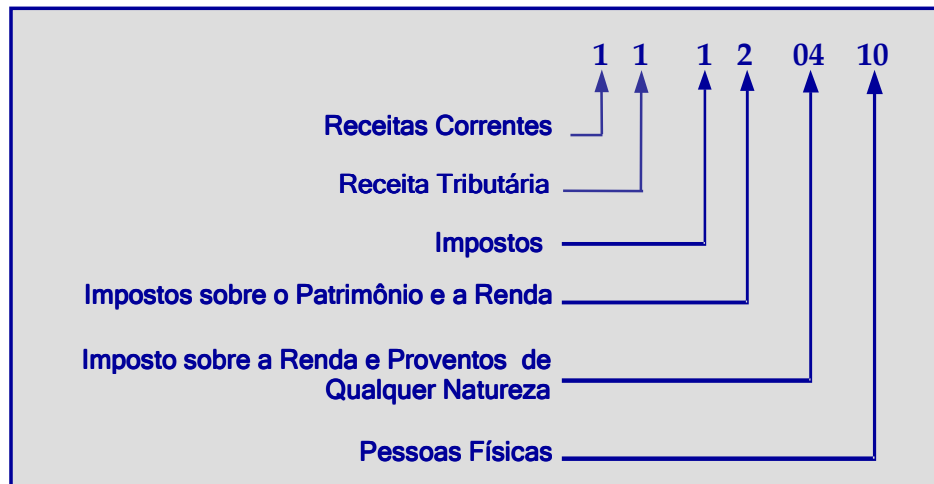 1 1 1 2 04 10
Receitas Correntes
Receita Tributária
Impostos
Impostos sobre o Patrimônio e a Renda
Imposto sobre a Renda e Proventos de
Qualquer Natureza
Pessoas Físicas